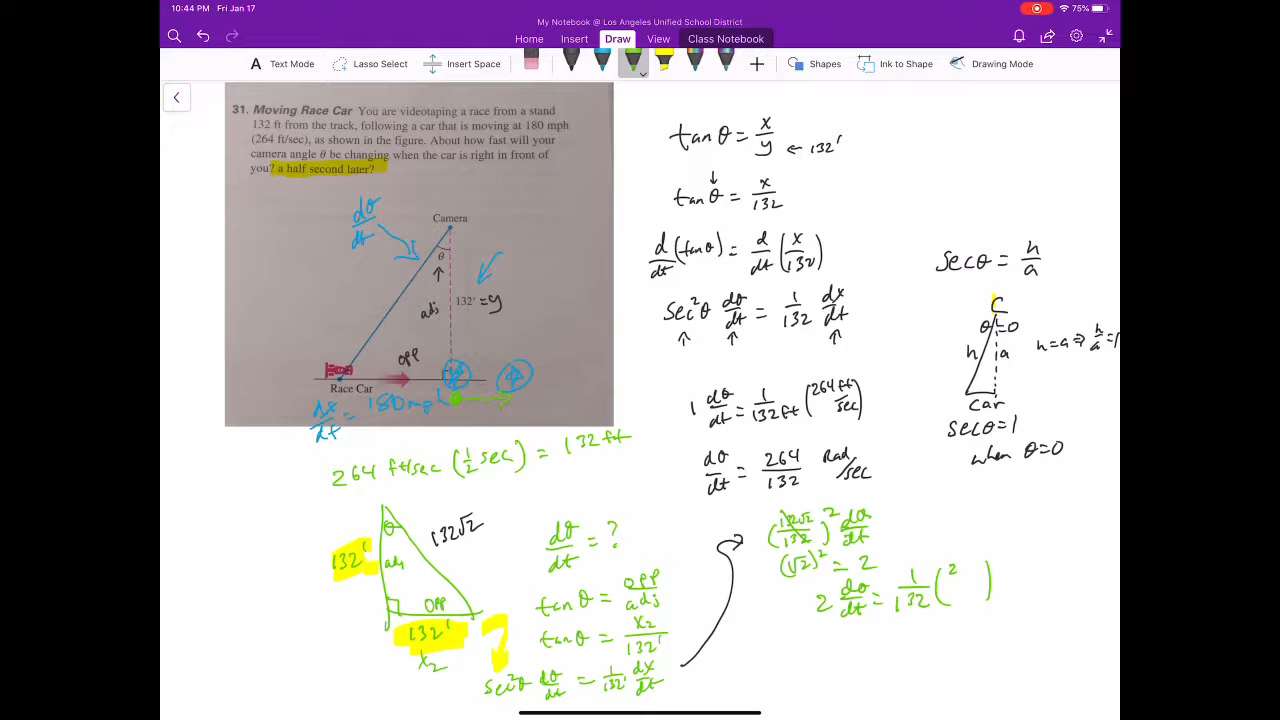 10:44 PM Fri Jan 17
75%
My Notebook @ Los Angeles Unified School District
Home Insert Draw View Class Notebook
Text Mode Lasso Select Insert Space Shapes Ink to Shape Drawing Mode
31. Moving Race Car You are videotaping a race from a stand
132 ft from the track, following a car that is moving at 180 mph
(264 ft/sec), as shown in the figure. About how fast will your
camera angle θ be changing when the car is right in front of
you? a half second later?
dθ/dt
Camera
θ
132' = y
adj
opp
Race Car
dx/dt = 180 mph
264 ft/sec (1/2 sec) = 132 ft
θ
132√2
132'
adj
opp
132'
x₂
dθ/dt = ?
tan θ = opp/adj
tan θ = x₂/132'
sec²θ dθ/dt = 1/132' dx/dt
tan θ = x/y ← 132'
tan θ = x/132
d/dt (tan θ) = d/dt (x/132)
sec²θ dθ/dt = 1/132 dx/dt
1 dθ/dt = 1/132 ft (264 ft/sec)
dθ/dt = 264/132 Rad/sec
(132√2/132)² dθ/dt
(√2)² = 2
2 dθ/dt = 1/132 (2 )
sec θ = h/a
C
θ=0
h
a
h=a ⇒ h/a =1
car
sec θ = 1
when θ=0